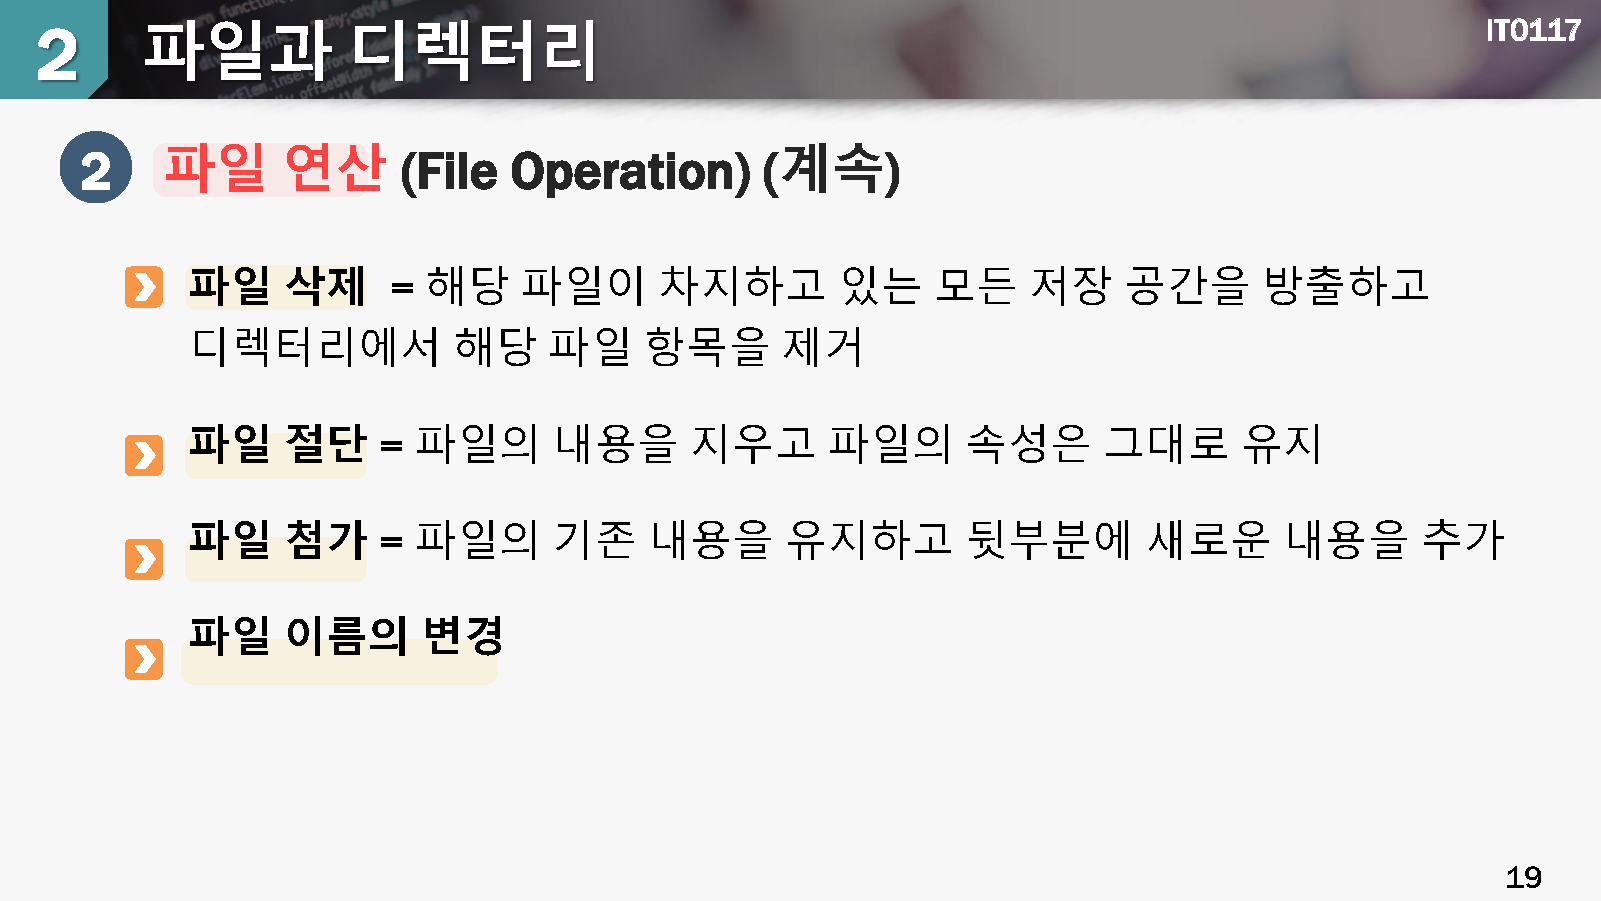 2 파일과 디렉터리
IT0117
2 파일 연산 (File Operation) (계속)
파일 삭제 = 해당 파일이 차지하고 있는 모든 저장 공간을 방출하고
디렉터리에서 해당 파일 항목을 제거
파일 절단 = 파일의 내용을 지우고 파일의 속성은 그대로 유지
파일 첨가 = 파일의 기존 내용을 유지하고 뒷부분에 새로운 내용을 추가
파일 이름의 변경
19